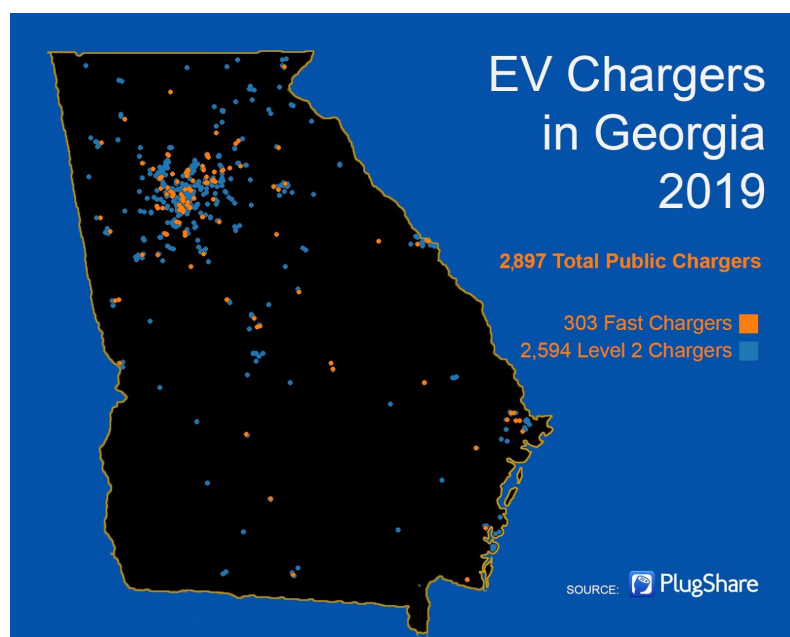 EV Chargers
in Georgia
2019
2,897 Total Public Chargers
303 Fast Chargers
2,594 Level 2 Chargers
SOURCE: PlugShare